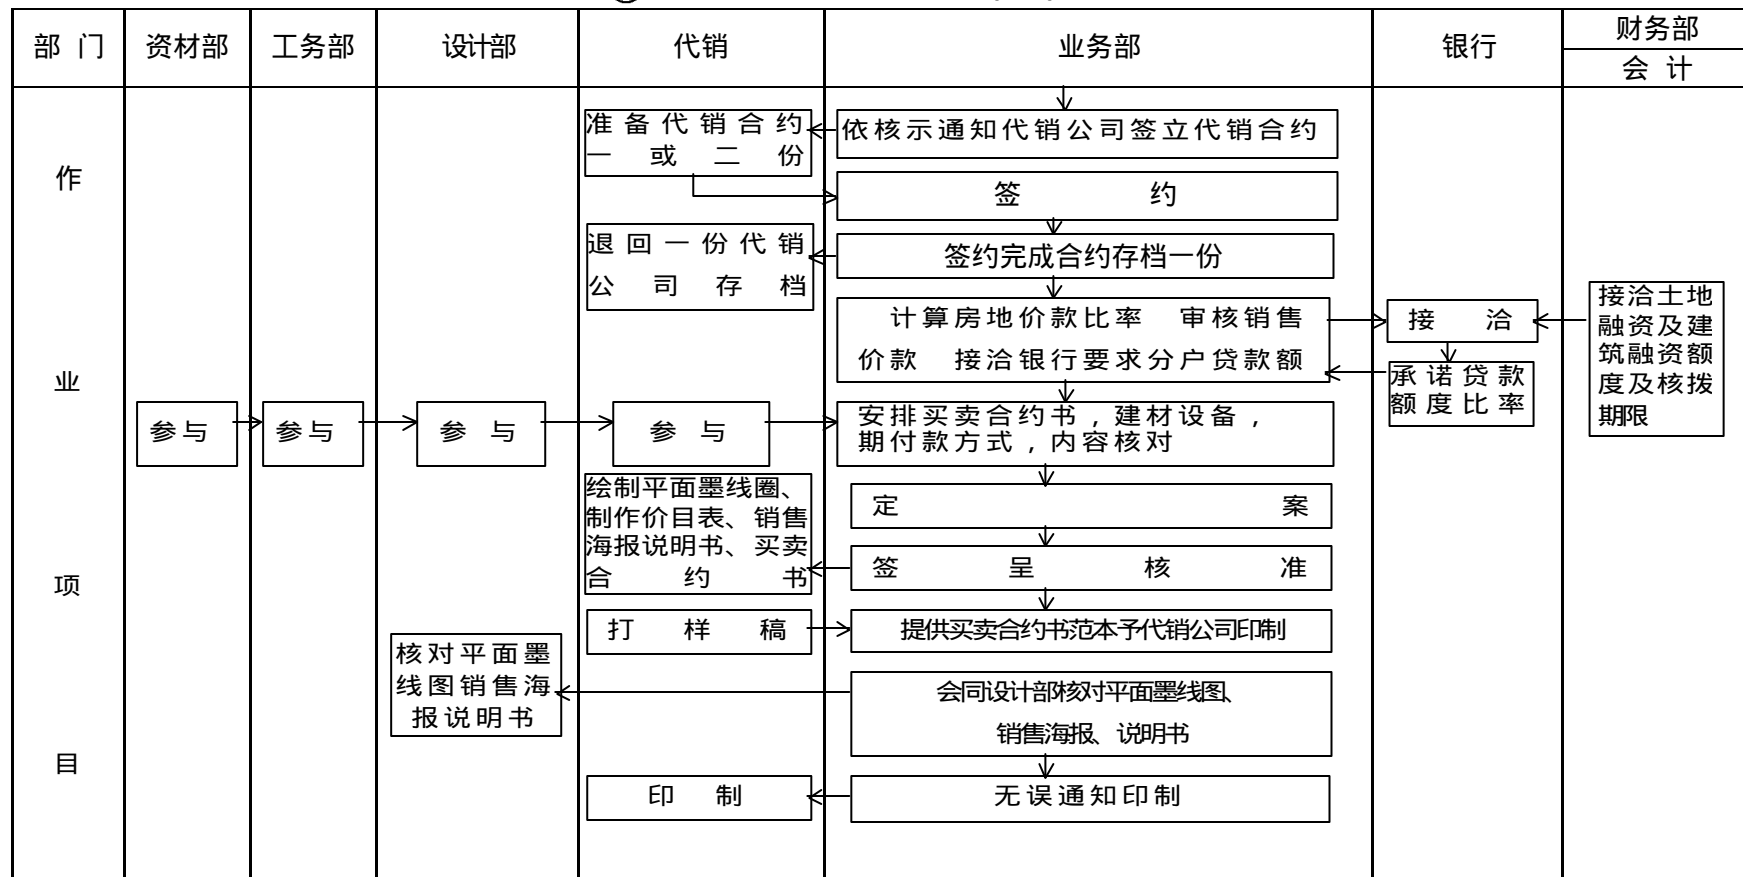 部 门
资材部
工务部
设计部
代销
业务部
银行
财务部
会 计
作
业
项
目
依核示通知代销公司签立代销合约
准备代销合约
一或二份
签 约
签约完成合约存档一份
退回一份代销
公司存档
计算房地价款比率 审核销售
价款 接洽银行要求分户贷款额
接 洽
接洽土地
融资及建
筑融资额
度及核拨
期限
承诺贷款
额度比率
参与
参与
参 与
参 与
安排买卖合约书，建材设备，
期付款方式，内容核对
绘制平面墨线圈、
制作价目表、销售
海报说明书、买卖
合约书
定 案
签 呈 核 准
打 样 稿
提供买卖合约书范本予代销公司印制
核对平面墨
线图销售海
报说明书
会同设计部核对平面墨线图、
销售海报、说明书
印 制
无误通知印制